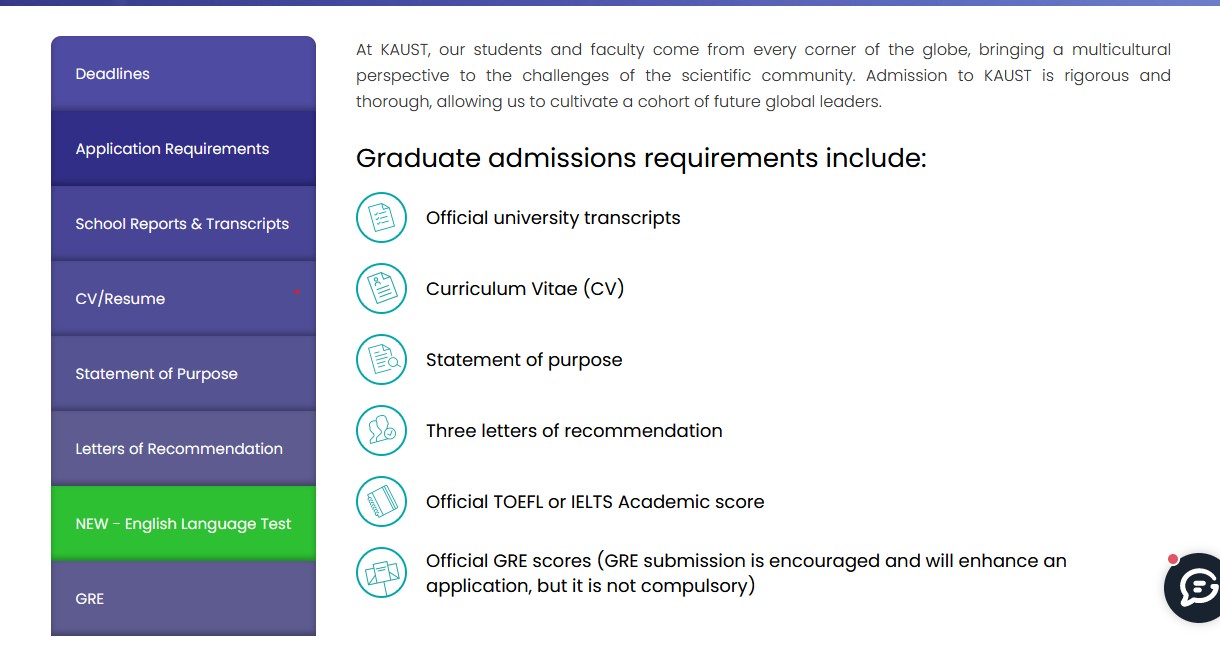 Deadlines
Application Requirements
School Reports & Transcripts
CV/Resume
Statement of Purpose
Letters of Recommendation
NEW - English Language Test
GRE
At KAUST, our students and faculty come from every corner of the globe, bringing a multicultural
perspective to the challenges of the scientific community. Admission to KAUST is rigorous and
thorough, allowing us to cultivate a cohort of future global leaders.
Graduate admissions requirements include:
Official university transcripts
Curriculum Vitae (CV)
Statement of purpose
Three letters of recommendation
Official TOEFL or IELTS Academic score
Official GRE scores (GRE submission is encouraged and will enhance an
application, but it is not compulsory)